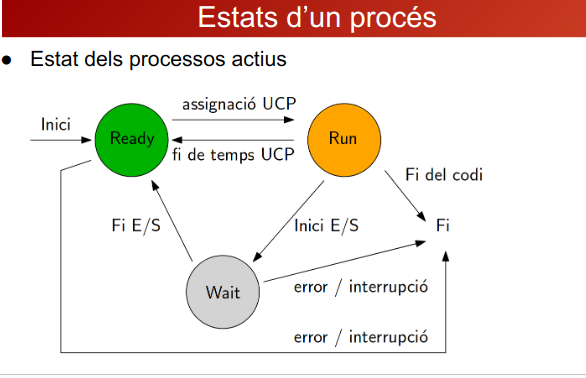 Estats d'un procés
● Estat dels processos actius
assignació UCP
Inici
Ready
Run
fi de temps UCP
Fi del codi
Fi E/S
Inici E/S
Fi
Wait
error / interrupció
error / interrupció